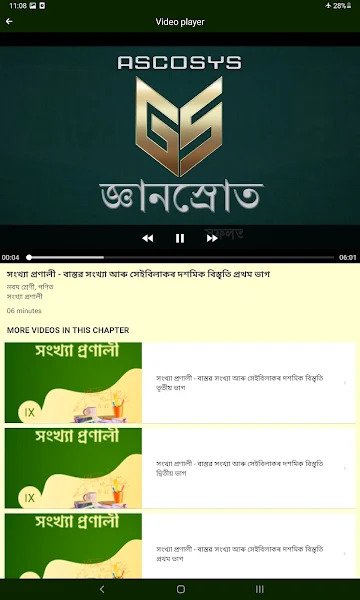 11:08
28%
Video player
ASCOSYS
GS
জ্ঞানস্ৰোত
00:04
06:01
সংখ্যা প্ৰণালী - বাস্তৱ সংখ্যা আৰু সেইবিলাকৰ দশমিক বিস্তৃতি প্ৰথম ভাগ
নবম শ্ৰেণী, গণিত
সংখ্যা প্ৰণালী
06 minutes
MORE VIDEOS IN THIS CHAPTER
সংখ্যা প্ৰণালী
IX
সংখ্যা প্ৰণালী - বাস্তৱ সংখ্যা আৰু সেইবিলাকৰ দশমিক বিস্তৃতি
তৃতীয় ভাগ
সংখ্যা প্ৰণালী
IX
সংখ্যা প্ৰণালী - বাস্তৱ সংখ্যা আৰু সেইবিলাকৰ দশমিক বিস্তৃতি
দ্বিতীয় ভাগ
সংখ্যা প্ৰণালী
সংখ্যা প্ৰণালী - বাস্তৱ সংখ্যা আৰু সেইবিলাকৰ দশমিক বিস্তৃতি
প্ৰথম ভাগ